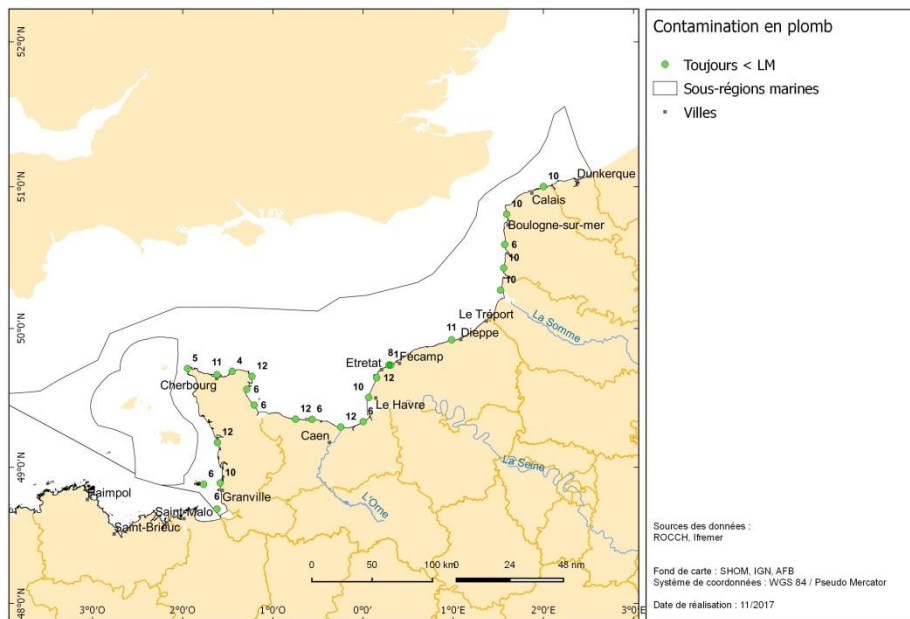 Contamination en plomb
Toujours < LM
Sous-régions marines
Villes
52°0'N
51°0'N
50°0'N
49°0'N
48°0'N
10
Dunkerque
Calais
10
Boulogne-sur-mer
6
10
10
Le Tréport
La Somme
11
Dieppe
81
Etretat
Fécamp
12
10
Le Havre
6
12
12 6
Caen
La Seine
L'Orne
5
11
4
12
Cherbourg
6
6
12
6
10
6
Granville
Paimpol
Saint-Malo
Saint-Brieuc
0 50 100 km
0 24 48 nm
3°0'O 2°0'O 1°0'O 0°0' 1°0'E 2°0'E 3°0'E
Sources des données :
ROCCH, Ifremer
Fond de carte : SHOM, IGN, AFB
Système de coordonnées : WGS 84 / Pseudo Mercator
Date de réalisation : 11/2017